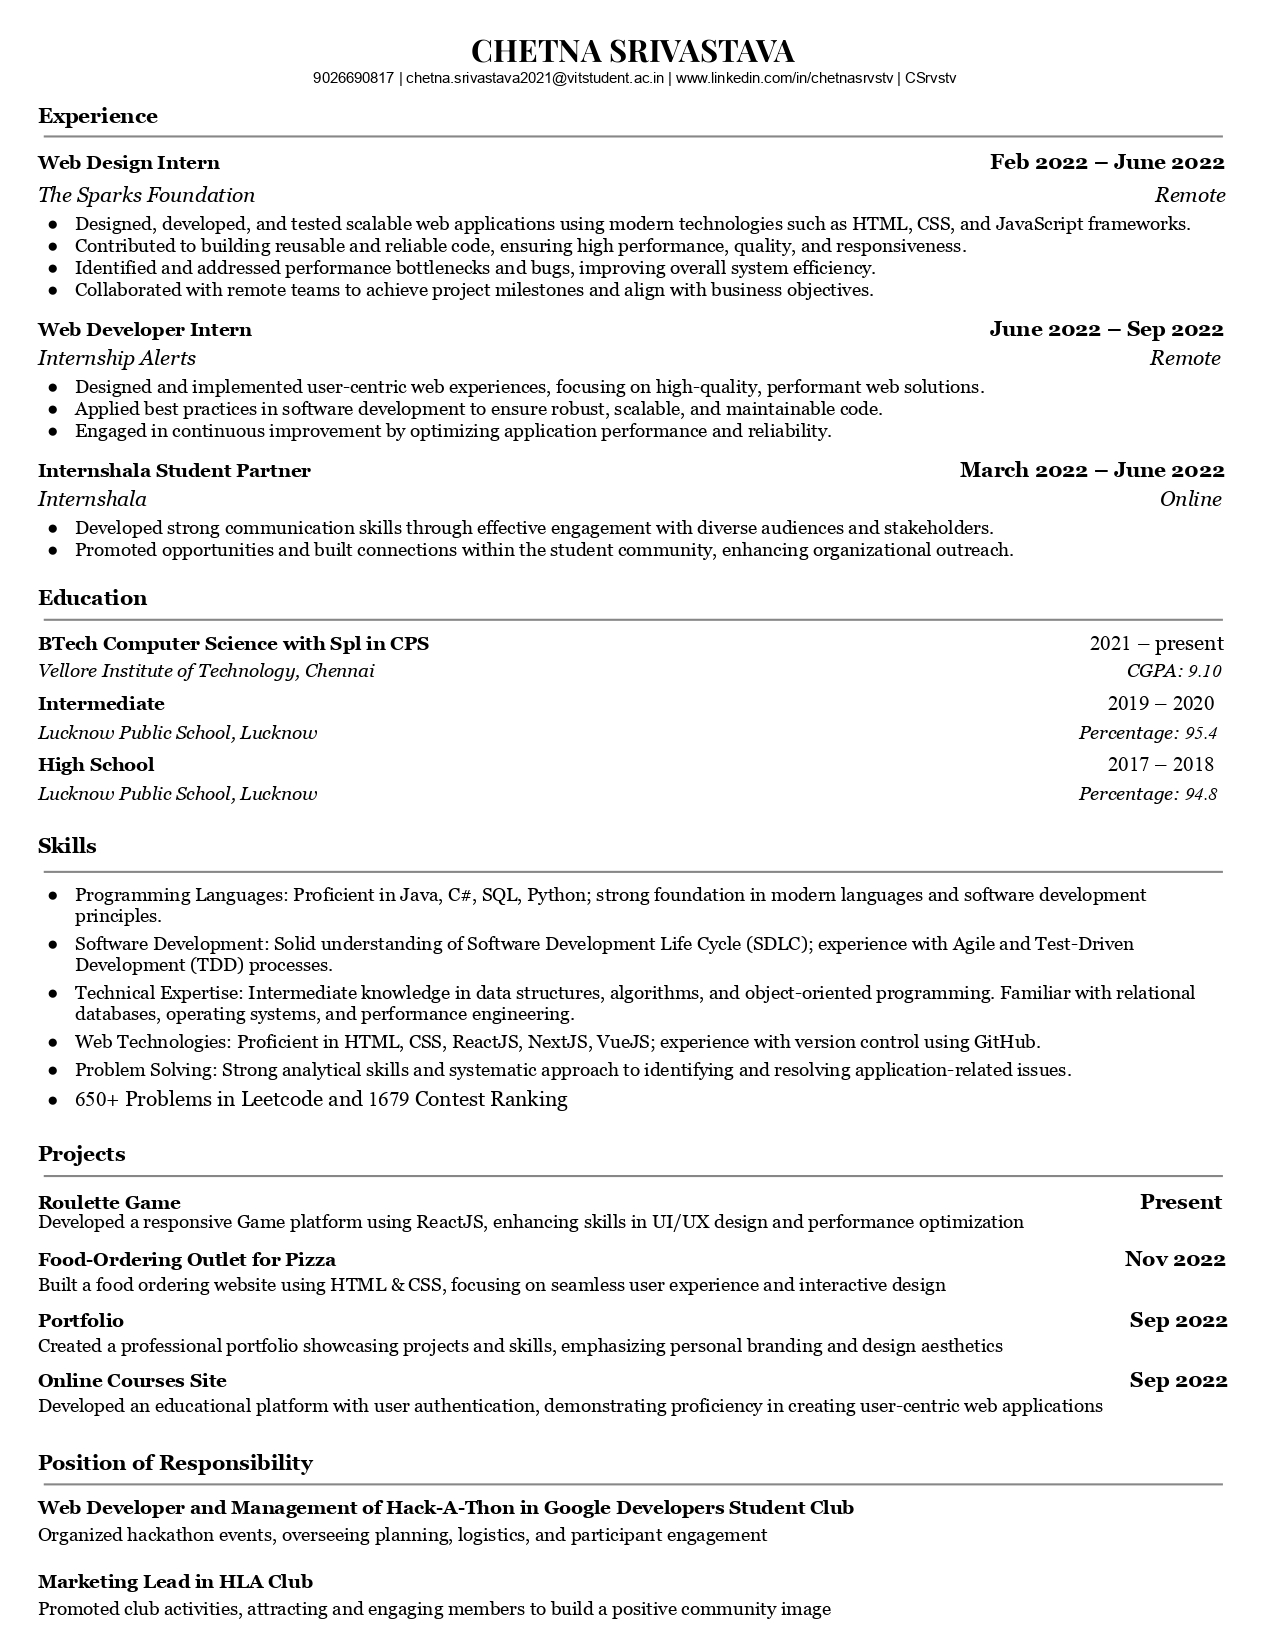 CHETNA SRIVASTAVA
9026690817 | chetna.srivastava2021@vitstudent.ac.in | www.linkedin.com/in/chetnasrvstv | CSrvstv
Experience
Web Design Intern Feb 2022 – June 2022
The Sparks Foundation Remote
● Designed, developed, and tested scalable web applications using modern technologies such as HTML, CSS, and JavaScript frameworks.
● Contributed to building reusable and reliable code, ensuring high performance, quality, and responsiveness.
● Identified and addressed performance bottlenecks and bugs, improving overall system efficiency.
● Collaborated with remote teams to achieve project milestones and align with business objectives.
Web Developer Intern June 2022 – Sep 2022
Internship Alerts Remote
● Designed and implemented user-centric web experiences, focusing on high-quality, performant web solutions.
● Applied best practices in software development to ensure robust, scalable, and maintainable code.
● Engaged in continuous improvement by optimizing application performance and reliability.
Internshala Student Partner March 2022 – June 2022
Internshala Online
● Developed strong communication skills through effective engagement with diverse audiences and stakeholders.
● Promoted opportunities and built connections within the student community, enhancing organizational outreach.
Education
BTech Computer Science with Spl in CPS 2021 – present
Vellore Institute of Technology, Chennai CGPA: 9.10
Intermediate 2019 – 2020
Lucknow Public School, Lucknow Percentage: 95.4
High School 2017 – 2018
Lucknow Public School, Lucknow Percentage: 94.8
Skills
● Programming Languages: Proficient in Java, C#, SQL, Python; strong foundation in modern languages and software development
principles.
● Software Development: Solid understanding of Software Development Life Cycle (SDLC); experience with Agile and Test-Driven
Development (TDD) processes.
● Technical Expertise: Intermediate knowledge in data structures, algorithms, and object-oriented programming. Familiar with relational
databases, operating systems, and performance engineering.
● Web Technologies: Proficient in HTML, CSS, ReactJS, NextJS, VueJS; experience with version control using GitHub.
● Problem Solving: Strong analytical skills and systematic approach to identifying and resolving application-related issues.
● 650+ Problems in Leetcode and 1679 Contest Ranking
Projects
Roulette Game Present
Developed a responsive Game platform using ReactJS, enhancing skills in UI/UX design and performance optimization
Food-Ordering Outlet for Pizza Nov 2022
Built a food ordering website using HTML & CSS, focusing on seamless user experience and interactive design
Portfolio Sep 2022
Created a professional portfolio showcasing projects and skills, emphasizing personal branding and design aesthetics
Online Courses Site Sep 2022
Developed an educational platform with user authentication, demonstrating proficiency in creating user-centric web applications
Position of Responsibility
Web Developer and Management of Hack-A-Thon in Google Developers Student Club
Organized hackathon events, overseeing planning, logistics, and participant engagement
Marketing Lead in HLA Club
Promoted club activities, attracting and engaging members to build a positive community image